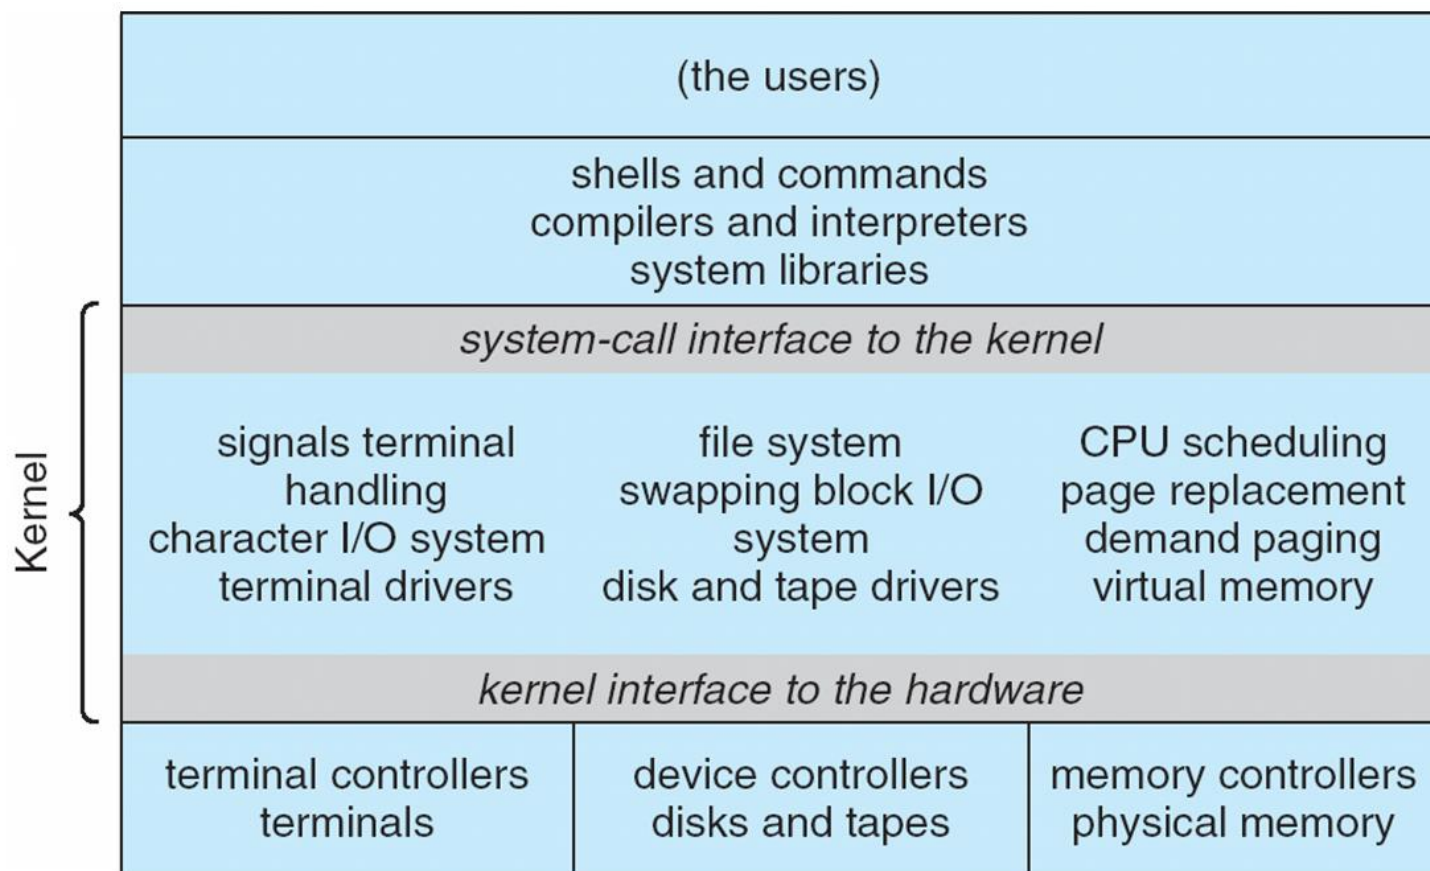 (the users)
shells and commands
compilers and interpreters
system libraries
Kernel
system-call interface to the kernel
signals terminal
handling
character I/O system
terminal drivers
file system
swapping block I/O
system
disk and tape drivers
CPU scheduling
page replacement
demand paging
virtual memory
kernel interface to the hardware
terminal controllers
terminals
device controllers
disks and tapes
memory controllers
physical memory